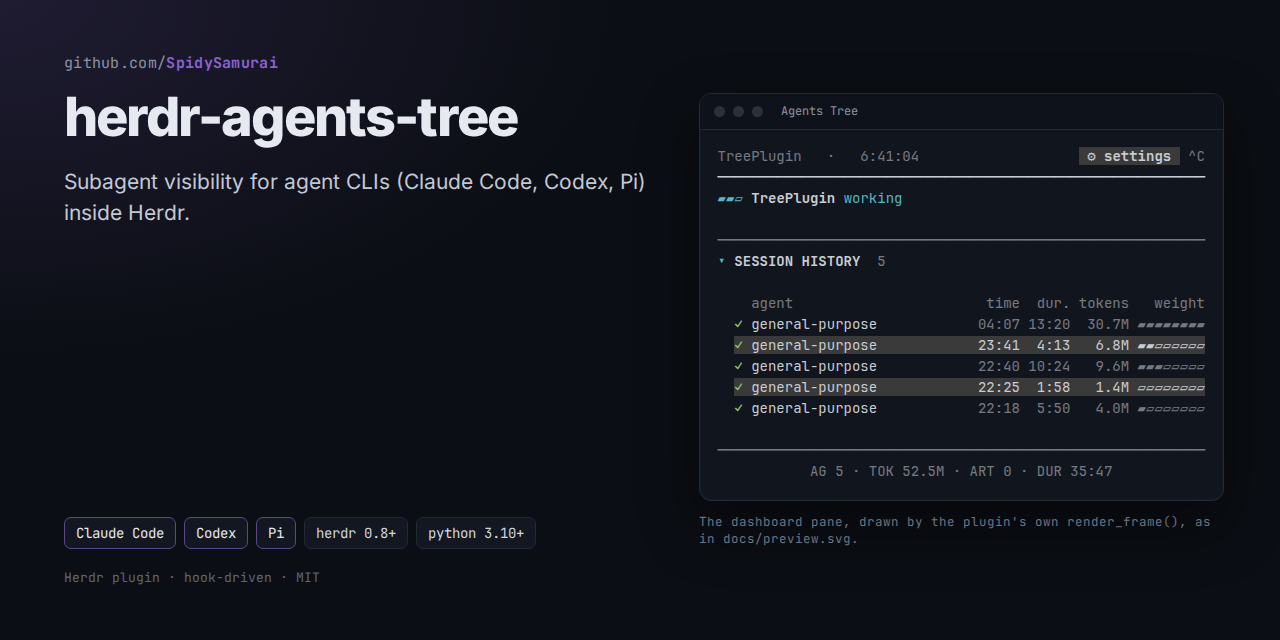 github.com/SpidySamurai
herdr-agents-tree
Subagent visibility for agent CLIs (Claude Code, Codex, Pi)
inside Herdr.
Claude Code Codex Pi herdr 0.8+ python 3.10+
Herdr plugin · hook-driven · MIT
Agents Tree
TreePlugin · 6:41:04 ⚙ settings ^C
▰▰▱ TreePlugin working
▾ SESSION HISTORY 5
agent time dur. tokens weight
✓ general-purpose 04:07 13:20 30.7M ▰▰▰▰▰▰▰▰
✓ general-purpose 23:41 4:13 6.8M ▰▰▱▱▱▱▱▱
✓ general-purpose 22:40 10:24 9.6M ▰▰▰▱▱▱▱▱
✓ general-purpose 22:25 1:58 1.4M ▱▱▱▱▱▱▱▱
✓ general-purpose 22:18 5:50 4.0M ▰▱▱▱▱▱▱▱
AG 5 · TOK 52.5M · ART 0 · DUR 35:47
The dashboard pane, drawn by the plugin's own render_frame(), as
in docs/preview.svg.